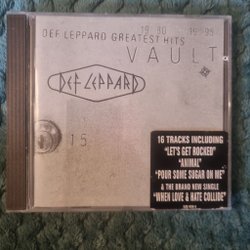 19 80 - 19 95
DEF LEPPARD GREATEST HITS
VAULT
DEF LEPPARD
15
16 TRACKS INCLUDING
"LET'S GET ROCKED"
"ANIMAL"
"POUR SOME SUGAR ON ME"
& THE BRAND NEW SINGLE
"WHEN LOVE & HATE COLLIDE"